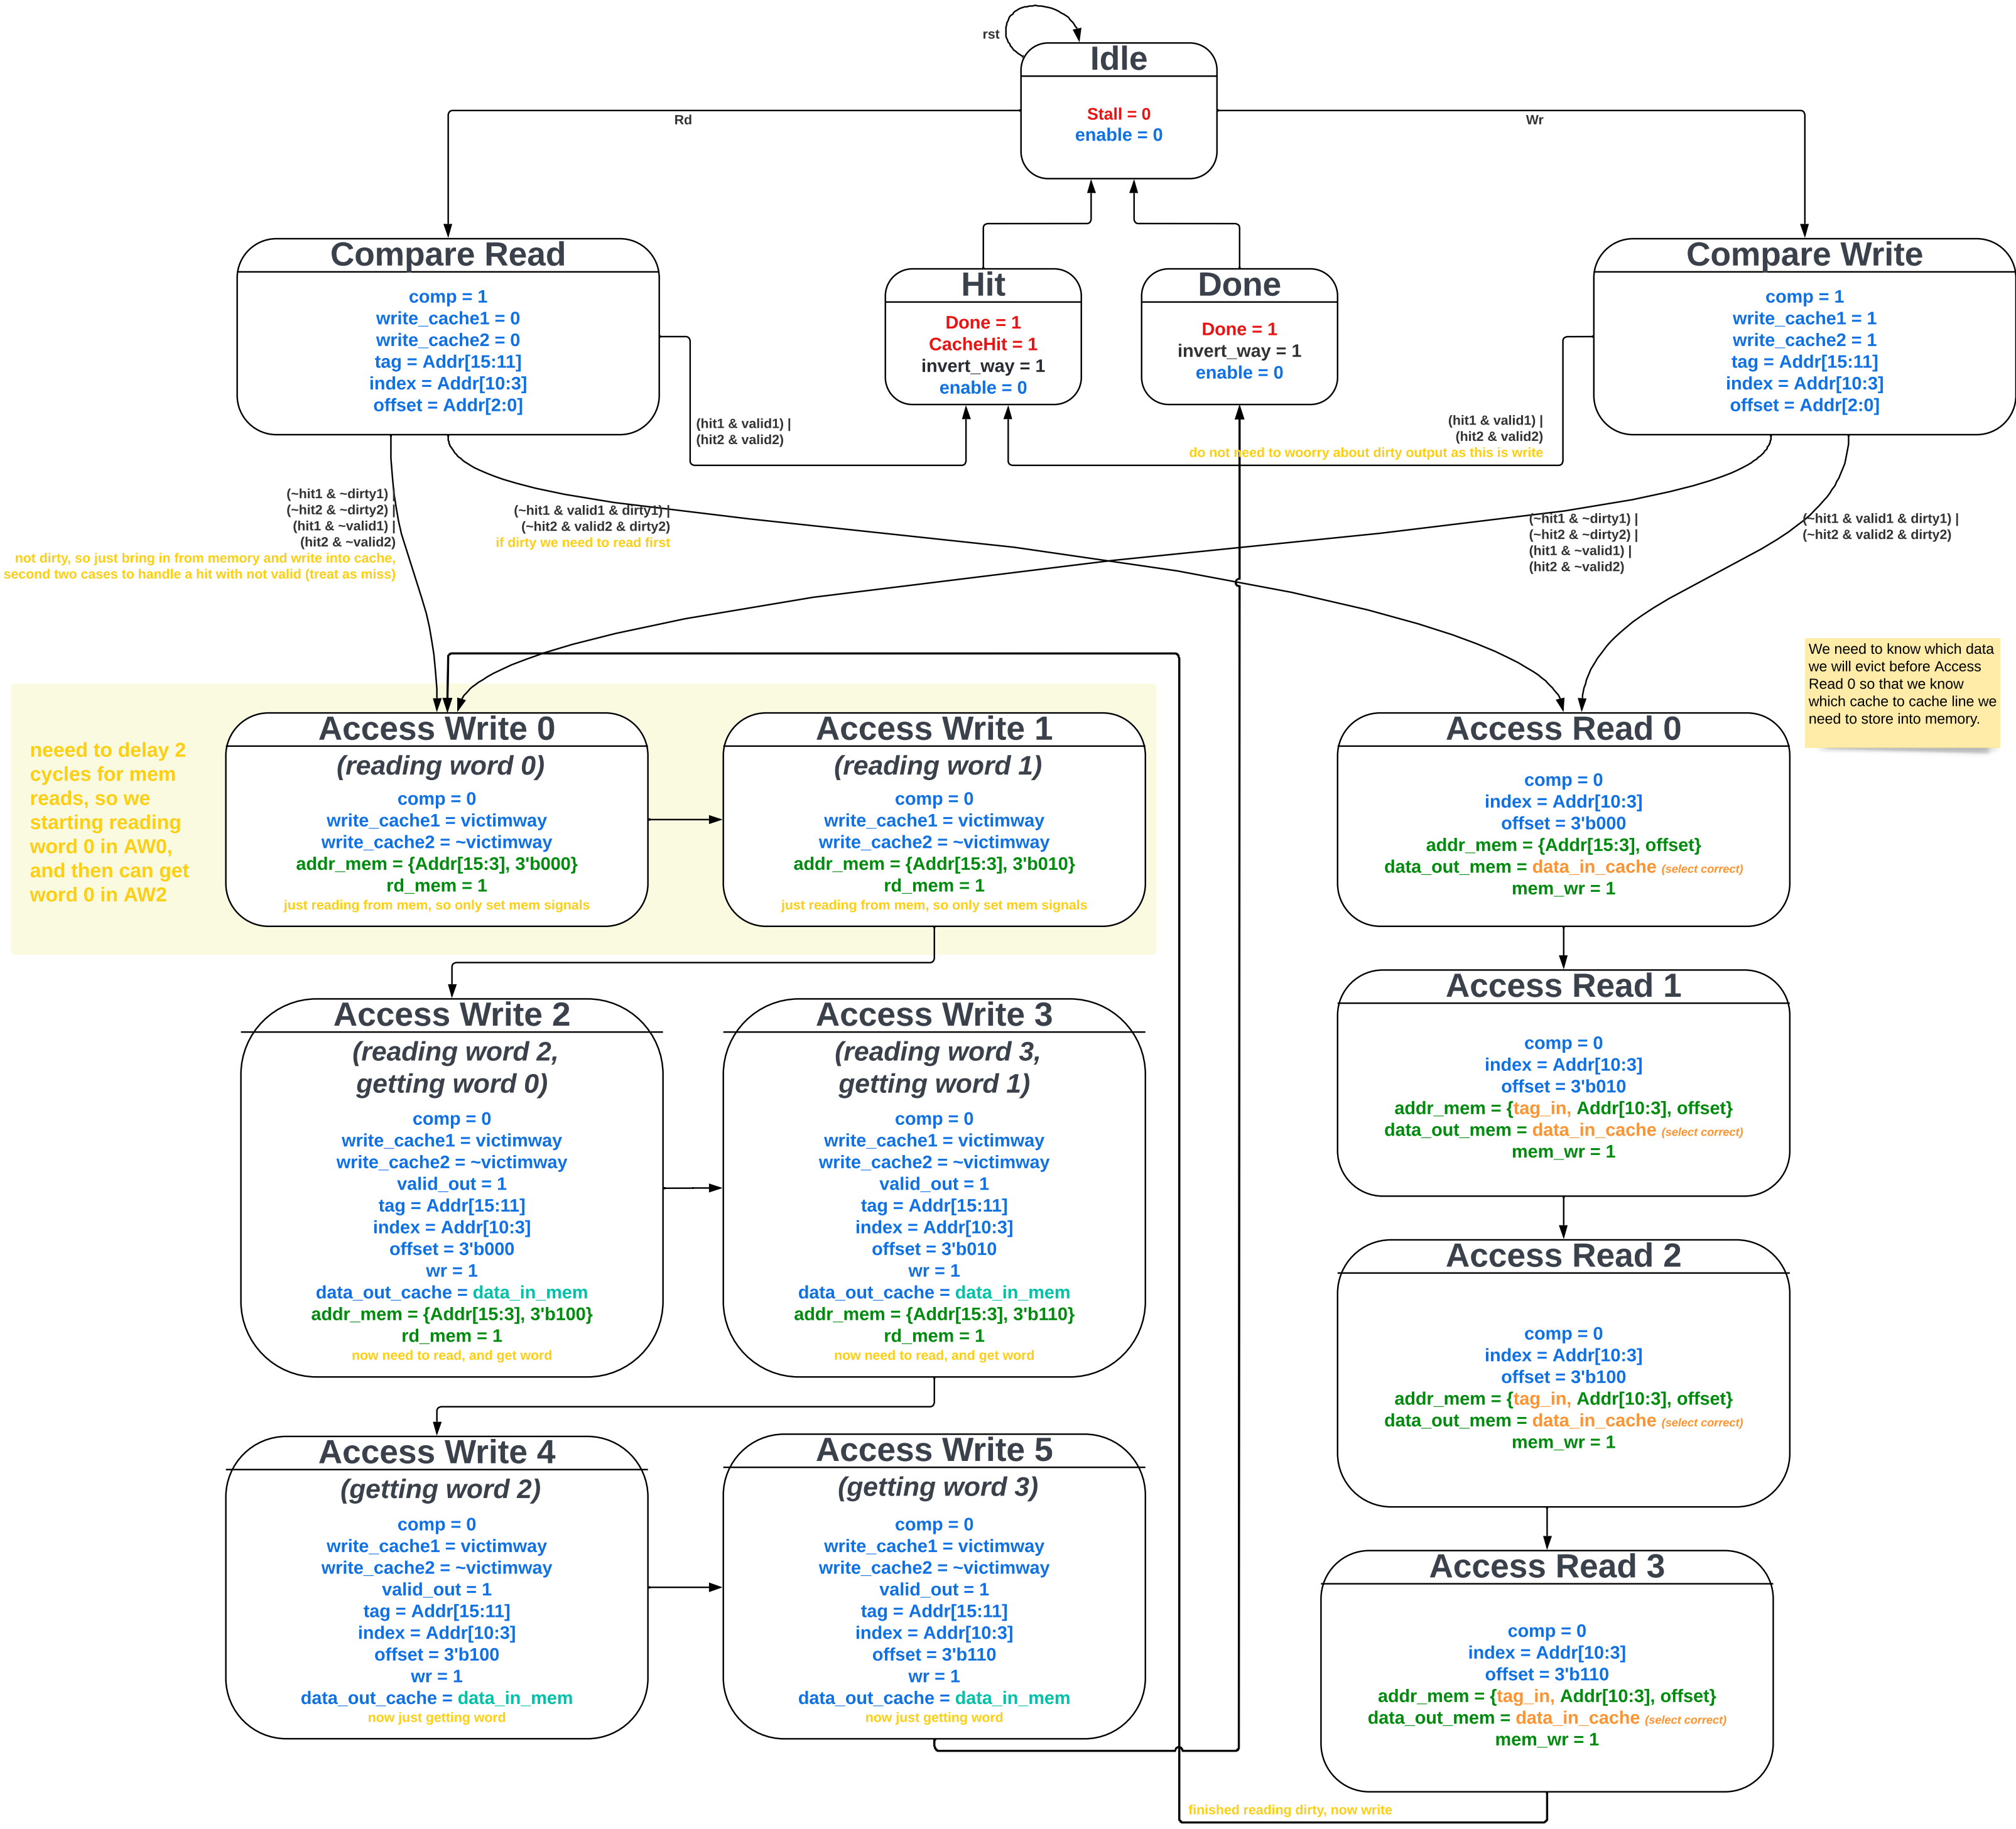 rst
Idle
Stall = 0
enable = 0
Rd
Wr
Compare Read
comp = 1
write_cache1 = 0
write_cache2 = 0
tag = Addr[15:11]
index = Addr[10:3]
offset = Addr[2:0]
Hit
Done = 1
CacheHit = 1
invert_way = 1
enable = 0
Done
Done = 1
invert_way = 1
enable = 0
Compare Write
comp = 1
write_cache1 = 1
write_cache2 = 1
tag = Addr[15:11]
index = Addr[10:3]
offset = Addr[2:0]
(hit1 & valid1) |
(hit2 & valid2)
(hit1 & valid1) |
(hit2 & valid2)
do not need to woorry about dirty output as this is write
(~hit1 & ~dirty1) |
(~hit2 & ~dirty2) |
(hit1 & ~valid1) |
(hit2 & ~valid2)
not dirty, so just bring in from memory and write into cache,
second two cases to handle a hit with not valid (treat as miss)
(~hit1 & valid1 & dirty1) |
(~hit2 & valid2 & dirty2)
if dirty we need to read first
(~hit1 & ~dirty1) |
(~hit2 & ~dirty2) |
(hit1 & ~valid1) |
(hit2 & ~valid2)
(~hit1 & valid1 & dirty1) |
(~hit2 & valid2 & dirty2)
We need to know which data
we will evict before Access
Read 0 so that we know
which cache to cache line we
need to store into memory.
neeed to delay 2
cycles for mem
reads, so we
starting reading
word 0 in AW0,
and then can get
word 0 in AW2
Access Write 0
(reading word 0)
comp = 0
write_cache1 = victimway
write_cache2 = ~victimway
addr_mem = {Addr[15:3], 3'b000}
rd_mem = 1
just reading from mem, so only set mem signals
Access Write 1
(reading word 1)
comp = 0
write_cache1 = victimway
write_cache2 = ~victimway
addr_mem = {Addr[15:3], 3'b010}
rd_mem = 1
just reading from mem, so only set mem signals
Access Read 0
comp = 0
index = Addr[10:3]
offset = 3'b000
addr_mem = {Addr[15:3], offset}
data_out_mem = data_in_cache (select correct)
mem_wr = 1
Access Read 1
comp = 0
index = Addr[10:3]
offset = 3'b010
addr_mem = {tag_in, Addr[10:3], offset}
data_out_mem = data_in_cache (select correct)
mem_wr = 1
Access Write 2
(reading word 2,
getting word 0)
comp = 0
write_cache1 = victimway
write_cache2 = ~victimway
valid_out = 1
tag = Addr[15:11]
index = Addr[10:3]
offset = 3'b000
wr = 1
data_out_cache = data_in_mem
addr_mem = {Addr[15:3], 3'b100}
rd_mem = 1
now need to read, and get word
Access Write 3
(reading word 3,
getting word 1)
comp = 0
write_cache1 = victimway
write_cache2 = ~victimway
valid_out = 1
tag = Addr[15:11]
index = Addr[10:3]
offset = 3'b010
wr = 1
data_out_cache = data_in_mem
addr_mem = {Addr[15:3], 3'b110}
rd_mem = 1
now need to read, and get word
Access Read 2
comp = 0
index = Addr[10:3]
offset = 3'b100
addr_mem = {tag_in, Addr[10:3], offset}
data_out_mem = data_in_cache (select correct)
mem_wr = 1
Access Write 4
(getting word 2)
comp = 0
write_cache1 = victimway
write_cache2 = ~victimway
valid_out = 1
tag = Addr[15:11]
index = Addr[10:3]
offset = 3'b100
wr = 1
data_out_cache = data_in_mem
now just getting word
Access Write 5
(getting word 3)
comp = 0
write_cache1 = victimway
write_cache2 = ~victimway
valid_out = 1
tag = Addr[15:11]
index = Addr[10:3]
offset = 3'b110
wr = 1
data_out_cache = data_in_mem
now just getting word
Access Read 3
comp = 0
index = Addr[10:3]
offset = 3'b110
addr_mem = {tag_in, Addr[10:3], offset}
data_out_mem = data_in_cache (select correct)
mem_wr = 1
finished reading dirty, now write